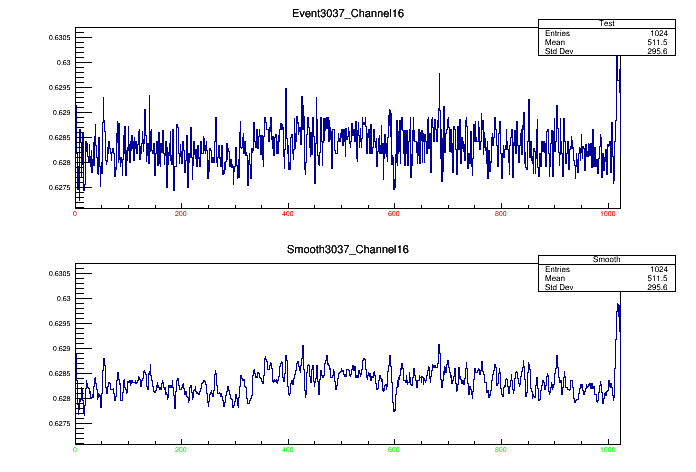 Event3037_Channel16
Test
Entries 1024
Mean 511.5
Std Dev 295.6
0.6305
0.63
0.6295
0.629
0.6285
0.628
0.6275
0 200 400 600 800 1000
Smooth3037_Channel16
Smooth
Entries 1024
Mean 511.5
Std Dev 295.6
0.6305
0.63
0.6295
0.629
0.6285
0.628
0.6275
0 200 400 600 800 1000